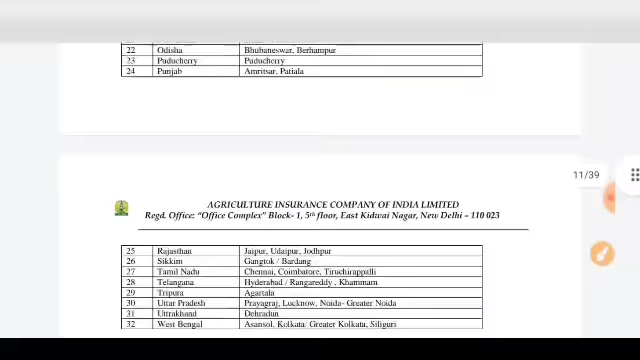 22 Odisha Bhubaneswar, Berhampur
23 Puducherry Puducherry
24 Punjab Amritsar, Patiala
11/39
AGRICULTURE INSURANCE COMPANY OF INDIA LIMITED
Regd. Office: “Office Complex” Block– 1, 5th floor, East Kidwai Nagar, New Delhi – 110 023
25 Rajasthan Jaipur, Udaipur, Jodhpur
26 Sikkim Gangtok / Bardang
27 Tamil Nadu Chennai, Coimbatore, Tiruchirappalli
28 Telangana Hyderabad / Rangareddy , Khammam
29 Tripura Agartala
30 Uttar Pradesh Prayagraj, Lucknow, Noida- Greater Noida
31 Uttrakhand Dehradun
32 West Bengal Asansol, Kolkata/ Greater Kolkata, Siliguri